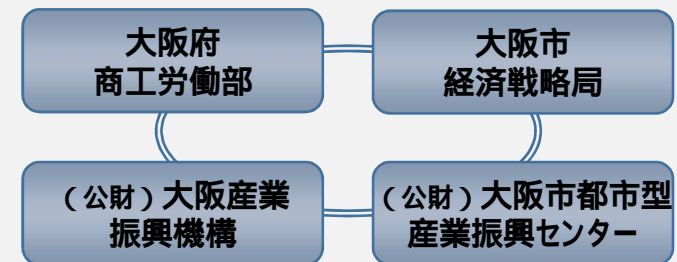 大阪府
商工労働部
大阪市
経済戦略局
（公財）大阪産業
振興機構
（公財）大阪市都市型
産業振興センター